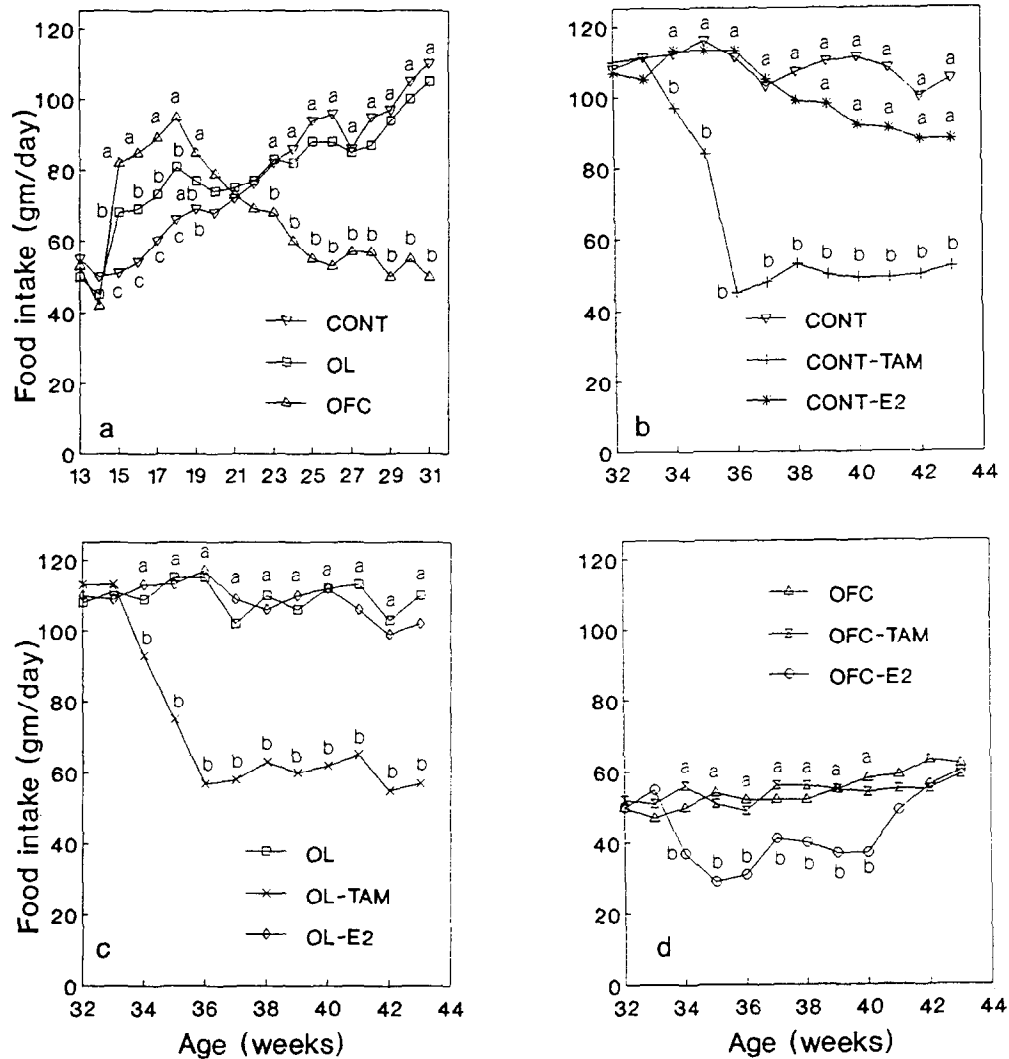 Food intake (gm/day)
120
100
80
60
40
20
0
a a a a a a
b b b b
c c c c
ab
b
a a a a a a a a
b b b b b b b b b
CONT
OL
OFC
a
13 15 17 19 21 23 25 27 29 31
120
100
80
60
40
20
0
a a a a a a a a a
b b b b b b b b b
CONT
CONT-TAM
CONT-E2
a a a a a
b
32 34 36 38 40 42 44
Food intake (gm/day)
120
100
80
60
40
20
0
a a a a a a a a a a
b b b b b b b b b b
OL
OL-TAM
OL-E2
c
32 34 36 38 40 42 44
Age (weeks)
120
100
80
60
40
20
0
OFC
OFC-TAM
OFC-E2
a a a a a a a
b b b b b b b
d
32 34 36 38 40 42 44
Age (weeks)